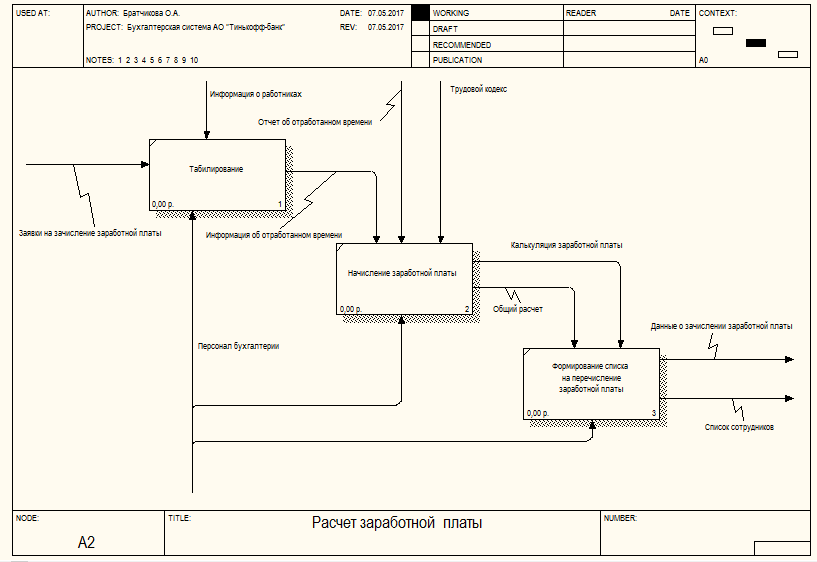 USED AT:
AUTHOR: Братчикова О.А.
DATE: 07.05.2017
PROJECT: Бухгалтерская система АО "Тинькофф-банк"
REV: 07.05.2017
NOTES: 1 2 3 4 5 6 7 8 9 10
WORKING
DRAFT
RECOMMENDED
PUBLICATION
READER
DATE
CONTEXT:
A0
Информация о работниках
Трудовой кодекс
Отчет об отработанном времени
Табилирование
0,00 р.
1
Заявки на зачисление заработной платы
Информация об отработанном времени
Калькуляция заработной платы
Начисление заработной платы
0,00 р.
2
Общий расчет
Данные о зачислении заработной платы
Персонал бухгалтерии
Формирование списка
на перечисление
заработной платы
0,00 р.
3
Список сотрудников
NODE:
A2
TITLE:
Расчет заработной платы
NUMBER: